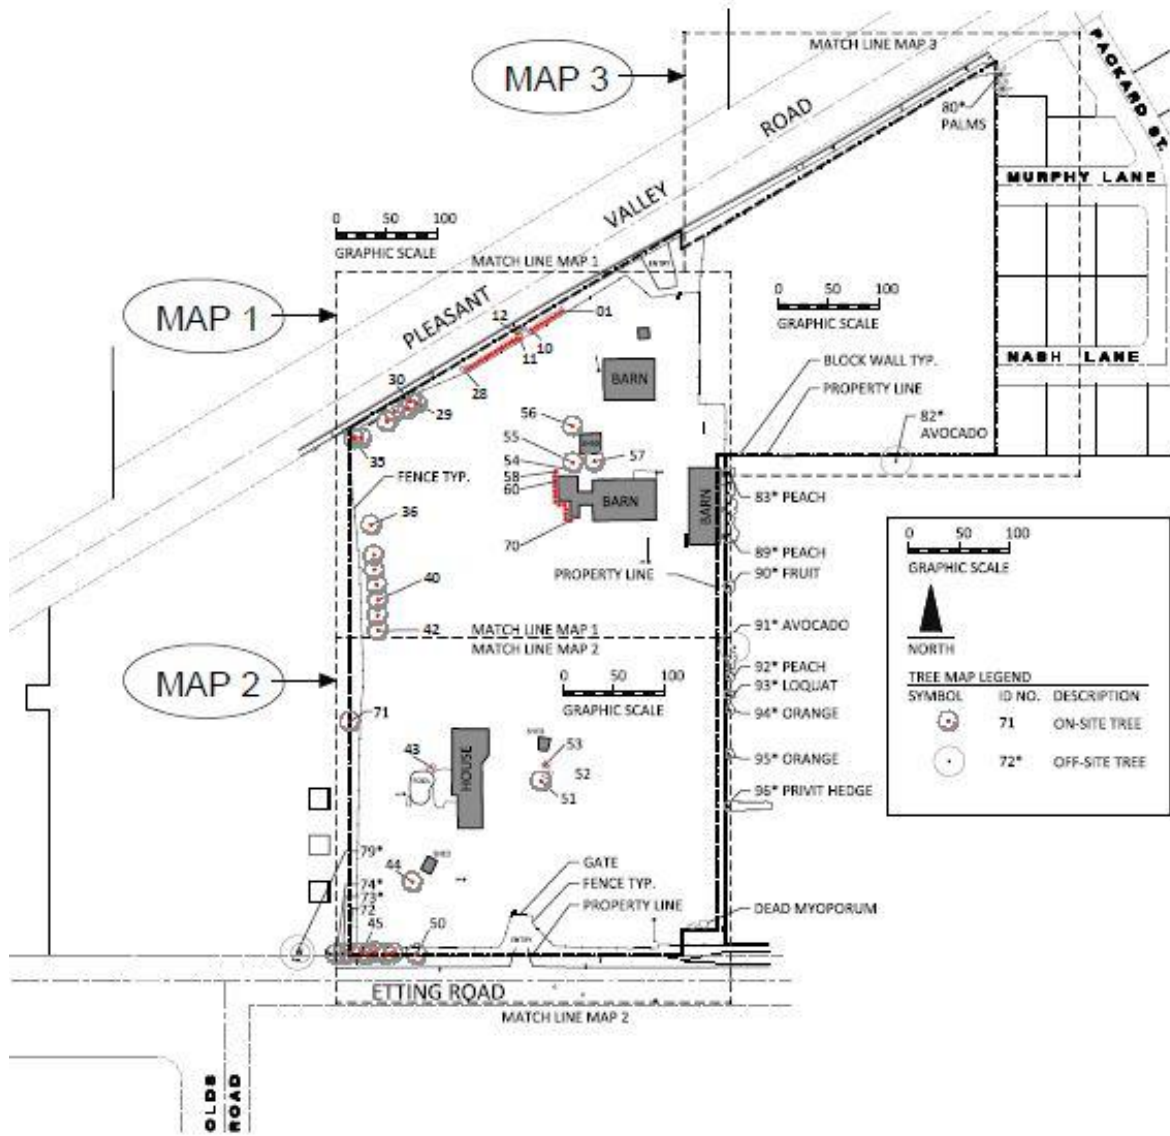 MATCH LINE MAP 3
PACKARD ST.
MAP 3
80*
PALMS
ROAD
VALLEY
PLEASANT
MURPHY LANE
0 50 100
GRAPHIC SCALE
MATCH LINE MAP 1
ENTRY
MAP 1
0 50 100
GRAPHIC SCALE
01
12
10
11
28
NASH LANE
BLOCK WALL TYP.
PROPERTY LINE
30
29
BARN
82*
AVOCADO
56
35
55
54
57
58
60
FENCE TYP.
BARN
BARN
83* PEACH
36
70
89* PEACH
PROPERTY LINE
90* FRUIT
40
42
91* AVOCADO
MATCH LINE MAP 1
MATCH LINE MAP 2
MAP 2
0 50 100
GRAPHIC SCALE
92* PEACH
93* LOQUAT
94* ORANGE
71
43
HOUSE
SHED
53
52
51
95* ORANGE
96* PRIVIT HEDGE
0 50 100
GRAPHIC SCALE
NORTH
TREE MAP LEGEND
SYMBOL ID NO. DESCRIPTION
71 ON-SITE TREE
72* OFF-SITE TREE
79*
44
SHED
74*
73*
72
45
50
GATE
FENCE TYP.
PROPERTY LINE
ENTRY
DEAD MYOPORUM
ETTING ROAD
MATCH LINE MAP 2
OLDS
ROAD